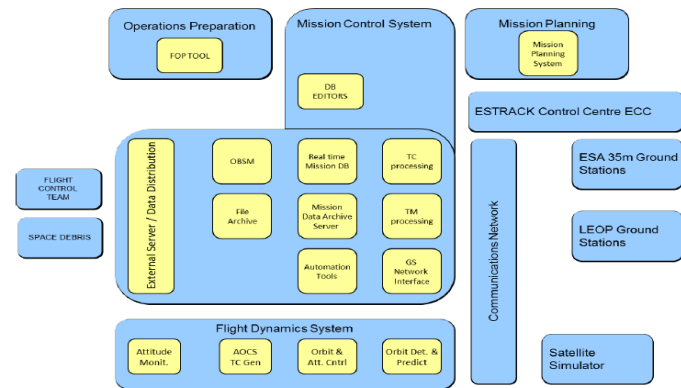 Operations Preparation
FOP TOOL
Mission Control System
DB
EDITORS
Mission Planning
Mission
Planning
System
ESTRACK Control Centre ECC
FLIGHT
CONTROL
TEAM
SPACE DEBRIS
External Server / Data Distribution
OBSM
Real time
Mission DB
TC
processing
File
Archive
Mission
Data Archive
Server
TM
processing
Automation
Tools
GS
Network
Interface
Communications Network
ESA 35m Ground
Stations
LEOP Ground
Stations
Satellite
Simulator
Flight Dynamics System
Attitude
Monit.
AOCS
TC Gen
Orbit &
Att. Cntrl
Orbit Det. &
Predict